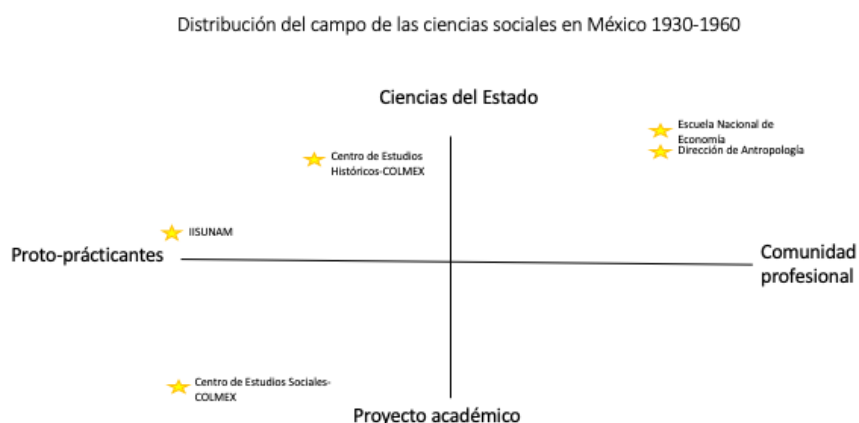 Distribución del campo de las ciencias sociales en México 1930-1960
Ciencias del Estado
Escuela Nacional de
Economía
Dirección de Antropología
Centro de Estudios
Históricos-COLMEX
IISUNAM
Proto-prácticantes
Comunidad
profesional
Centro de Estudios Sociales-
COLMEX
Proyecto académico